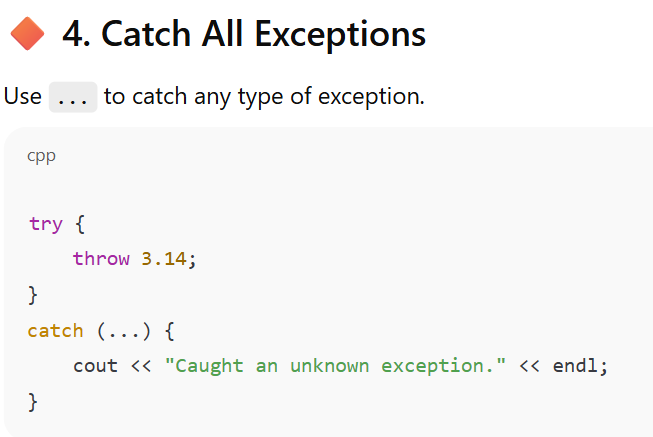 4. Catch All Exceptions
Use ... to catch any type of exception.
cpp
try {
    throw 3.14;
}
catch (...) {
    cout << "Caught an unknown exception." << endl;
}